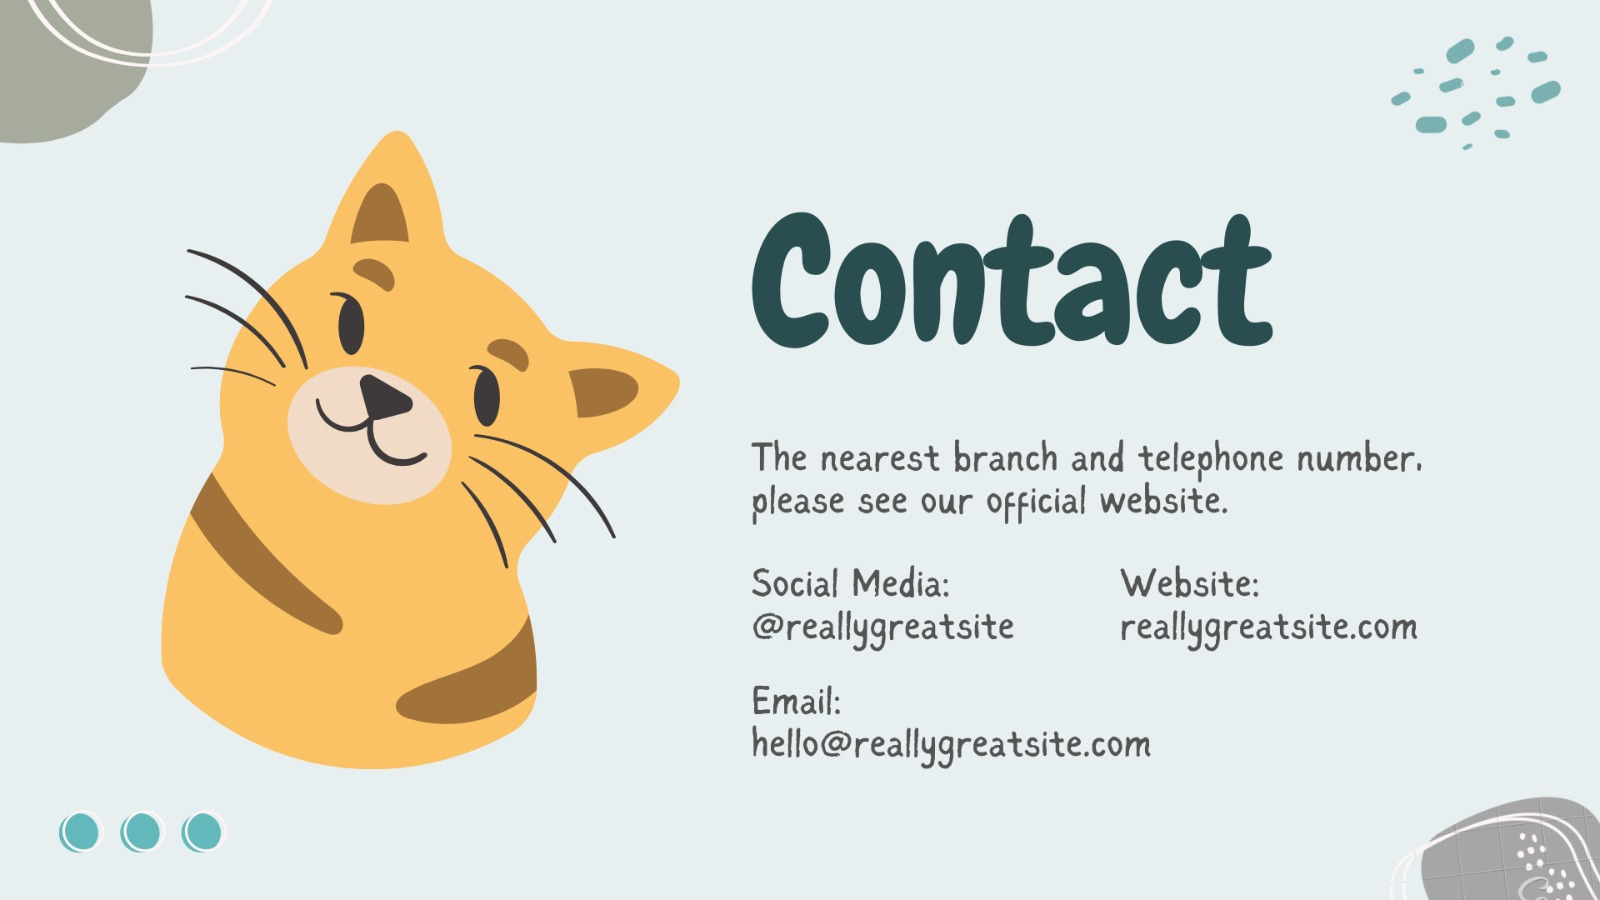 Contact
The nearest branch and telephone number,
please see our official website.
Social Media:
@reallygreatsite
Website:
reallygreatsite.com
Email:
hello@reallygreatsite.com